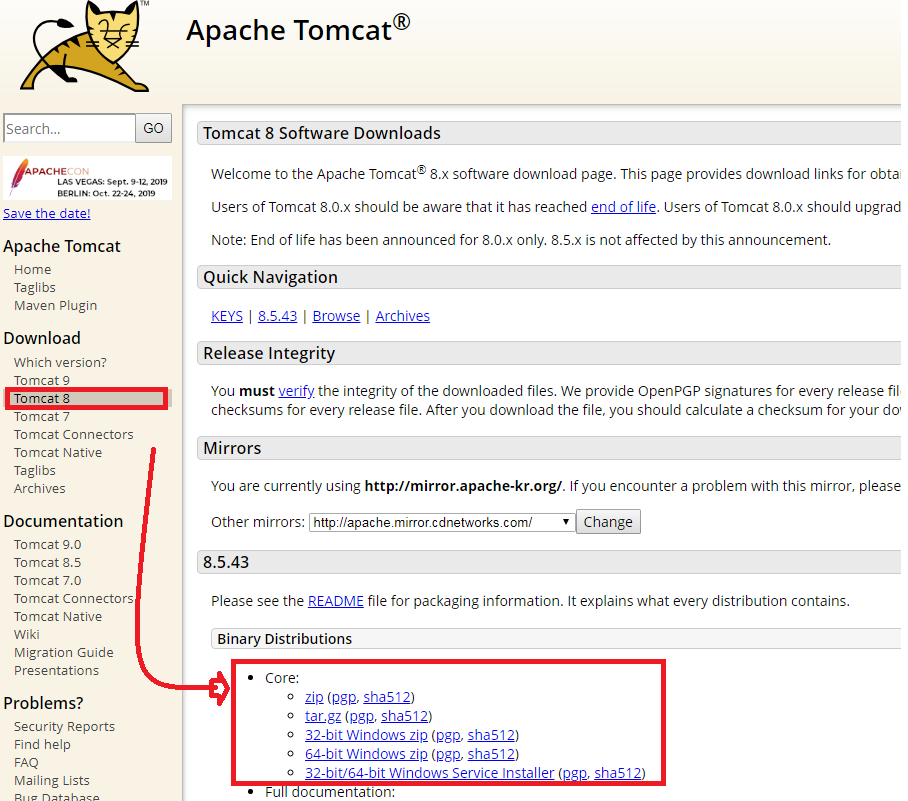 TM
Apache Tomcat®
Search...
GO
APACHECON
LAS VEGAS: Sept. 9-12, 2019
BERLIN: Oct. 22-24, 2019
Save the date!
Apache Tomcat
Home
Taglibs
Maven Plugin
Download
Which version?
Tomcat 9
Tomcat 8
Tomcat 7
Tomcat Connectors
Tomcat Native
Taglibs
Archives
Documentation
Tomcat 9.0
Tomcat 8.5
Tomcat 7.0
Tomcat Connectors
Tomcat Native
Wiki
Migration Guide
Presentations
Problems?
Security Reports
Find help
FAQ
Mailing Lists
Bug Database
Tomcat 8 Software Downloads
Welcome to the Apache Tomcat® 8.x software download page. This page provides download links for obtai
Users of Tomcat 8.0.x should be aware that it has reached end of life. Users of Tomcat 8.0.x should upgrad
Note: End of life has been announced for 8.0.x only. 8.5.x is not affected by this announcement.
Quick Navigation
KEYS | 8.5.43 | Browse | Archives
Release Integrity
You must verify the integrity of the downloaded files. We provide OpenPGP signatures for every release file
checksums for every release file. After you download the file, you should calculate a checksum for your dow
Mirrors
You are currently using http://mirror.apache-kr.org/. If you encounter a problem with this mirror, please
Other mirrors: http://apache.mirror.cdnetworks.com/ Change
8.5.43
Please see the README file for packaging information. It explains what every distribution contains.
Binary Distributions
• Core:
◦ zip (pgp, sha512)
◦ tar.gz (pgp, sha512)
◦ 32-bit Windows zip (pgp, sha512)
◦ 64-bit Windows zip (pgp, sha512)
◦ 32-bit/64-bit Windows Service Installer (pgp, sha512)
• Full documentation: